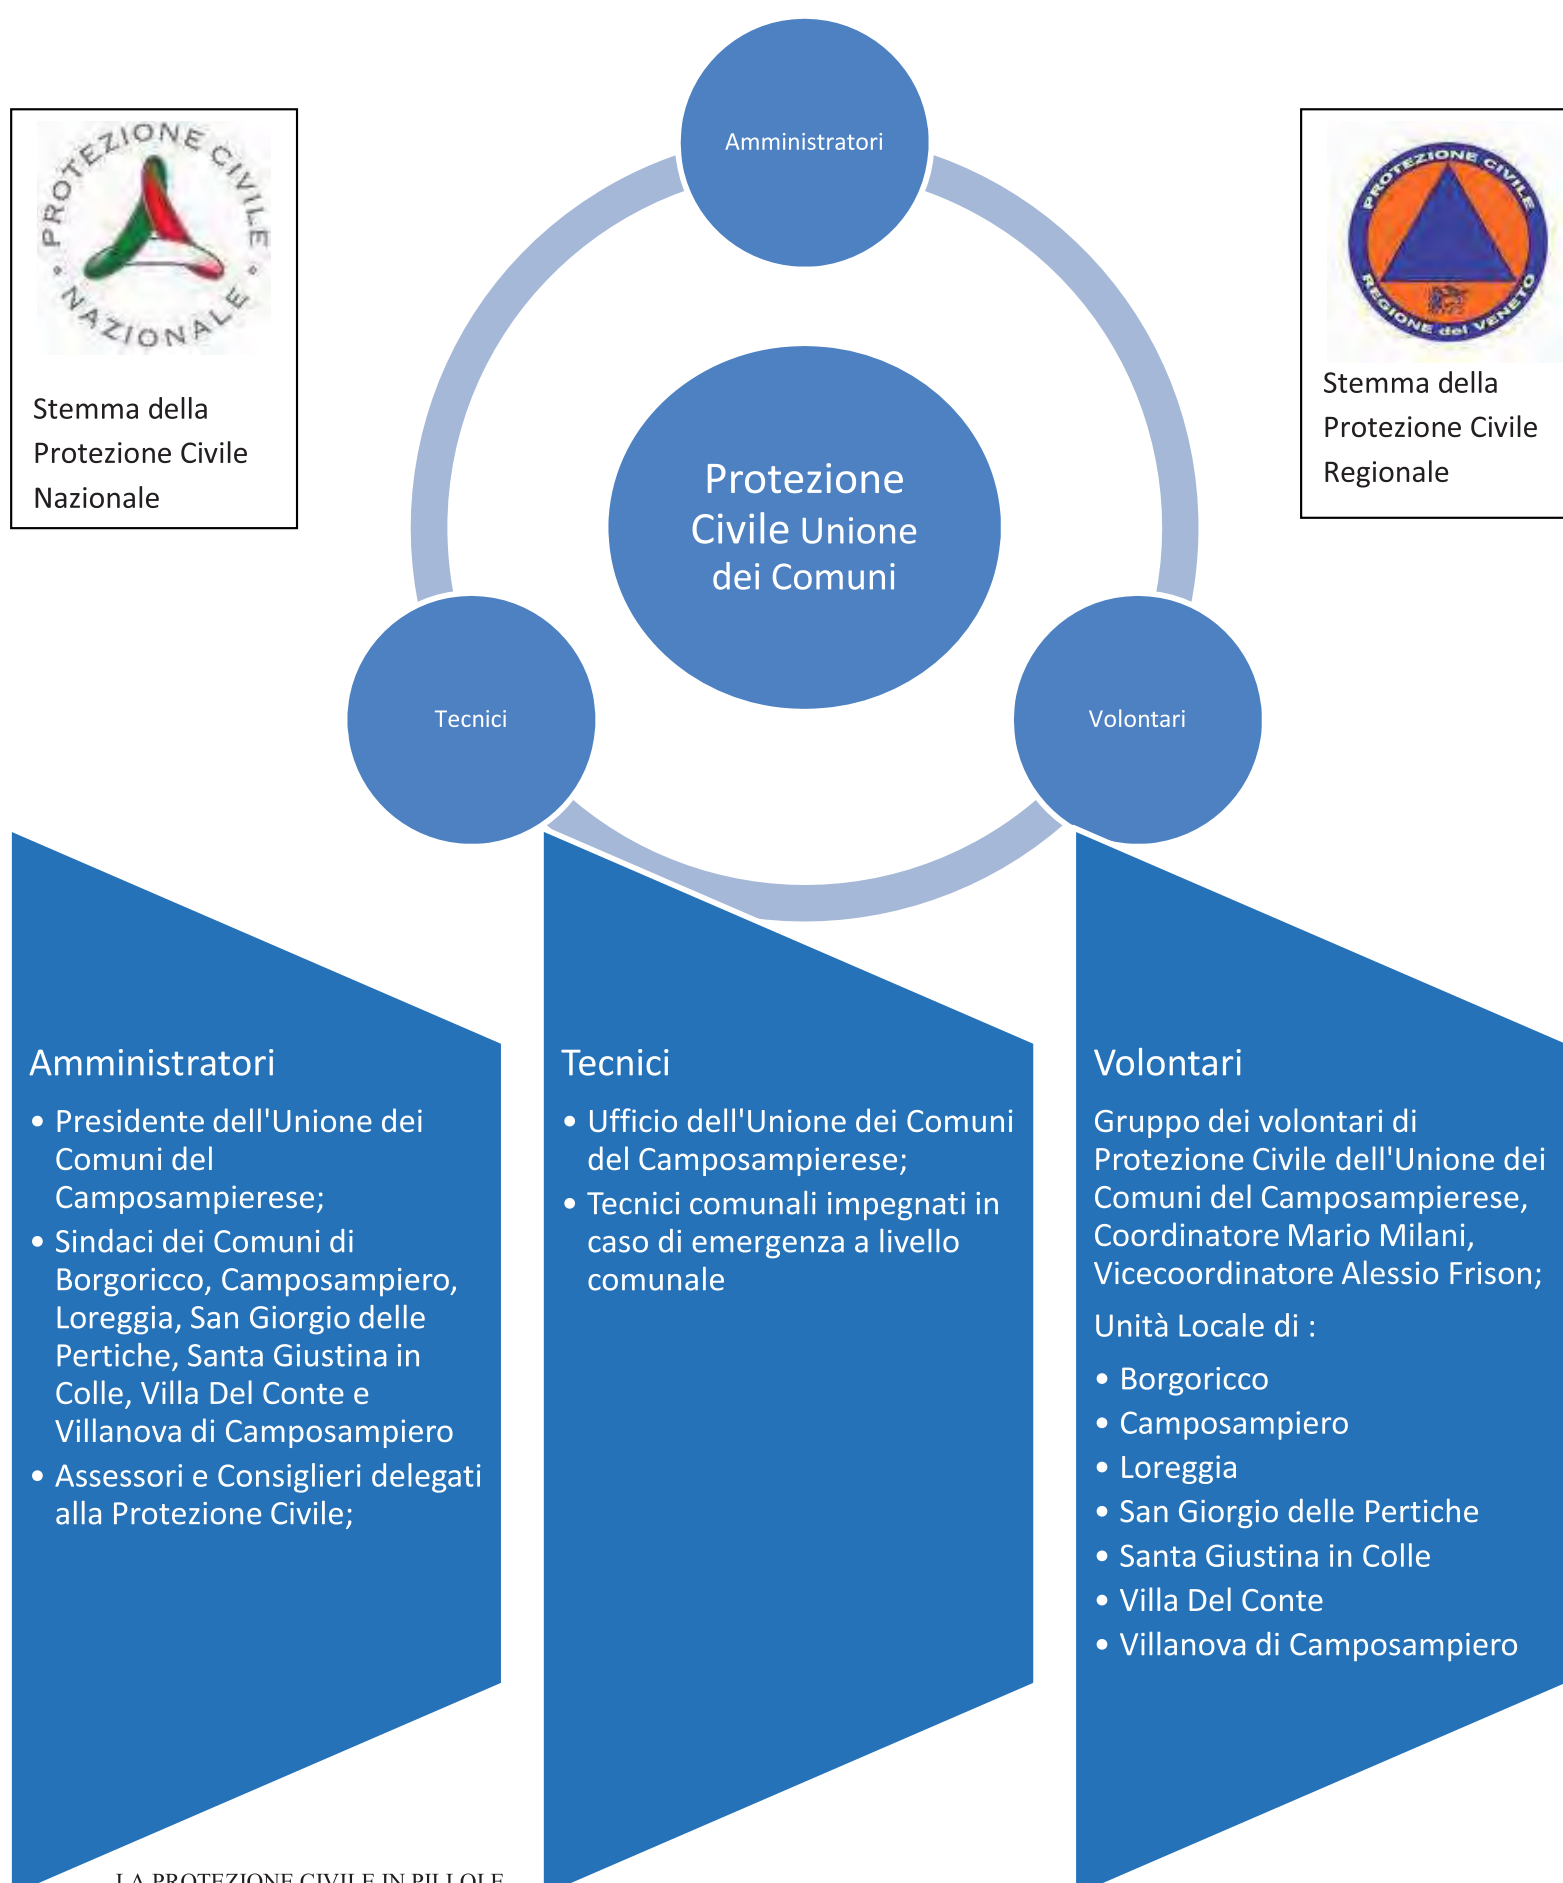 Amministratori
PROTEZIONE CIVILE
NAZIONALE
Stemma della
Protezione Civile
Nazionale
PROTEZIONE CIVILE
REGIONE del VENETO
Stemma della
Protezione Civile
Regionale
Protezione
Civile Unione
dei Comuni
Tecnici
Volontari
Amministratori
• Presidente dell'Unione dei
Comuni del
Camposampierese;
• Sindaci dei Comuni di
Borgoricco, Camposampiero,
Loreggia, San Giorgio delle
Pertiche, Santa Giustina in
Colle, Villa Del Conte e
Villanova di Camposampiero
• Assessori e Consiglieri delegati
alla Protezione Civile;
Tecnici
• Ufficio dell'Unione dei Comuni
del Camposampierese;
• Tecnici comunali impegnati in
caso di emergenza a livello
comunale
Volontari
Gruppo dei volontari di
Protezione Civile dell'Unione dei
Comuni del Camposampierese,
Coordinatore Mario Milani,
Vicecoordinatore Alessio Frison;
Unità Locale di :
• Borgoricco
• Camposampiero
• Loreggia
• San Giorgio delle Pertiche
• Santa Giustina in Colle
• Villa Del Conte
• Villanova di Camposampiero
LA PROTEZIONE CIVILE IN PILLOLE